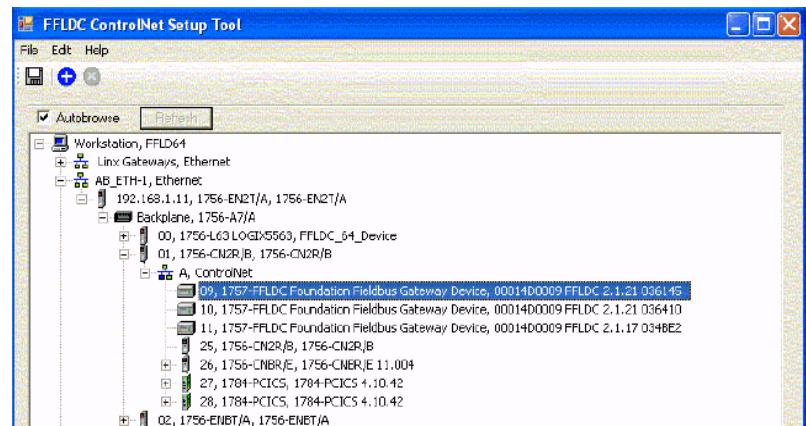 FFLDC ControlNet Setup Tool
File Edit Help
Autobrowse Refresh
Workstation, FFLD64
Linx Gateways, Ethernet
AB_ETH-1, Ethernet
192.168.1.11, 1756-EN2T/A, 1756-EN2T/A
Backplane, 1756-A7/A
00, 1756-L63 LOGIX5563, FFLDC_64_Device
01, 1756-CN2R/B, 1756-CN2R/B
A, ControlNet
09, 1757-FFLDC Foundation Fieldbus Gateway Device, 00014D0009 FFLDC 2.1.21 036145
10, 1757-FFLDC Foundation Fieldbus Gateway Device, 00014D0009 FFLDC 2.1.21 036410
11, 1757-FFLDC Foundation Fieldbus Gateway Device, 00014D0009 FFLDC 2.1.17 034BE2
25, 1756-CN2R/B, 1756-CN2R/B
26, 1756-CNBR/E, 1756-CNBR/E 11.004
27, 1784-PCICS, 1784-PCICS 4.10.42
28, 1784-PCICS, 1784-PCICS 4.10.42
02, 1756-ENBT/A, 1756-ENBT/A